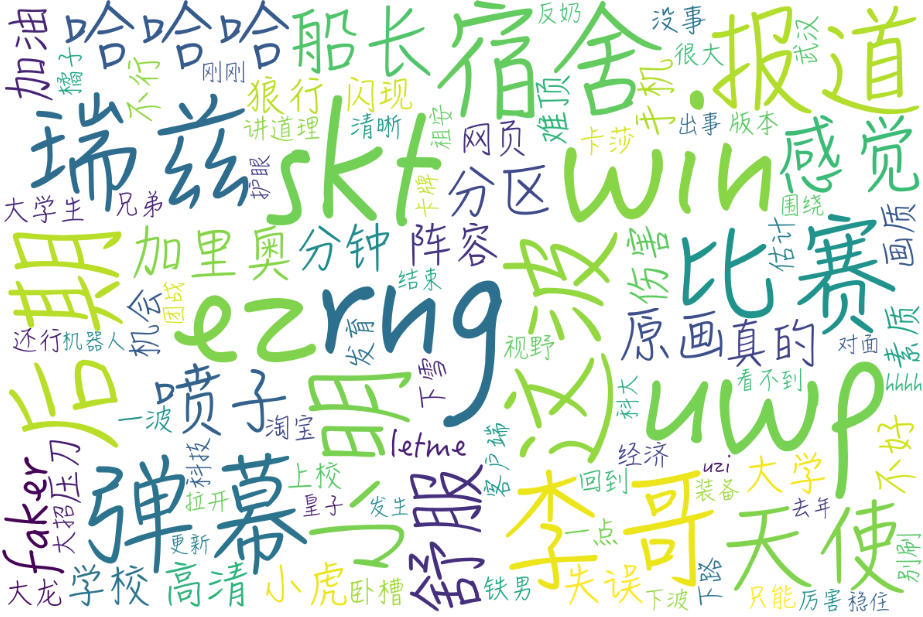 加油
哈哈哈
船长
宿舍
反奶
没事
.
报道
橘子
不行
刚刚
狼行
闪现
难顶
手机
很大
武汉
瑞兹
讲道理
清晰
祖安
网页
卡莎
出事
版本
感觉
护眼
skt
卡牌
分区
win
围绕
大学生
兄弟
后期
加里奥
分钟
阵容
这波
伤害
比赛
估计
画质
机会
团战
结束
还行
机器人
ez
rng
发育
视野
原画
真的
对面
素质
喷子
小明
下雪
科大
uwp
看不到
hhhh
一波
淘宝
letme
客户端
经济
不好
faker
大招
压刀
弹幕
科技
上校
舒服
李哥
回到
uzi
大学
拉开
皇子
发生
装备
去年
更新
一点
天使
别刷
大龙
学校
高清
小虎
卧槽
铁男
失误
下波
下路
只能
厉害
稳住